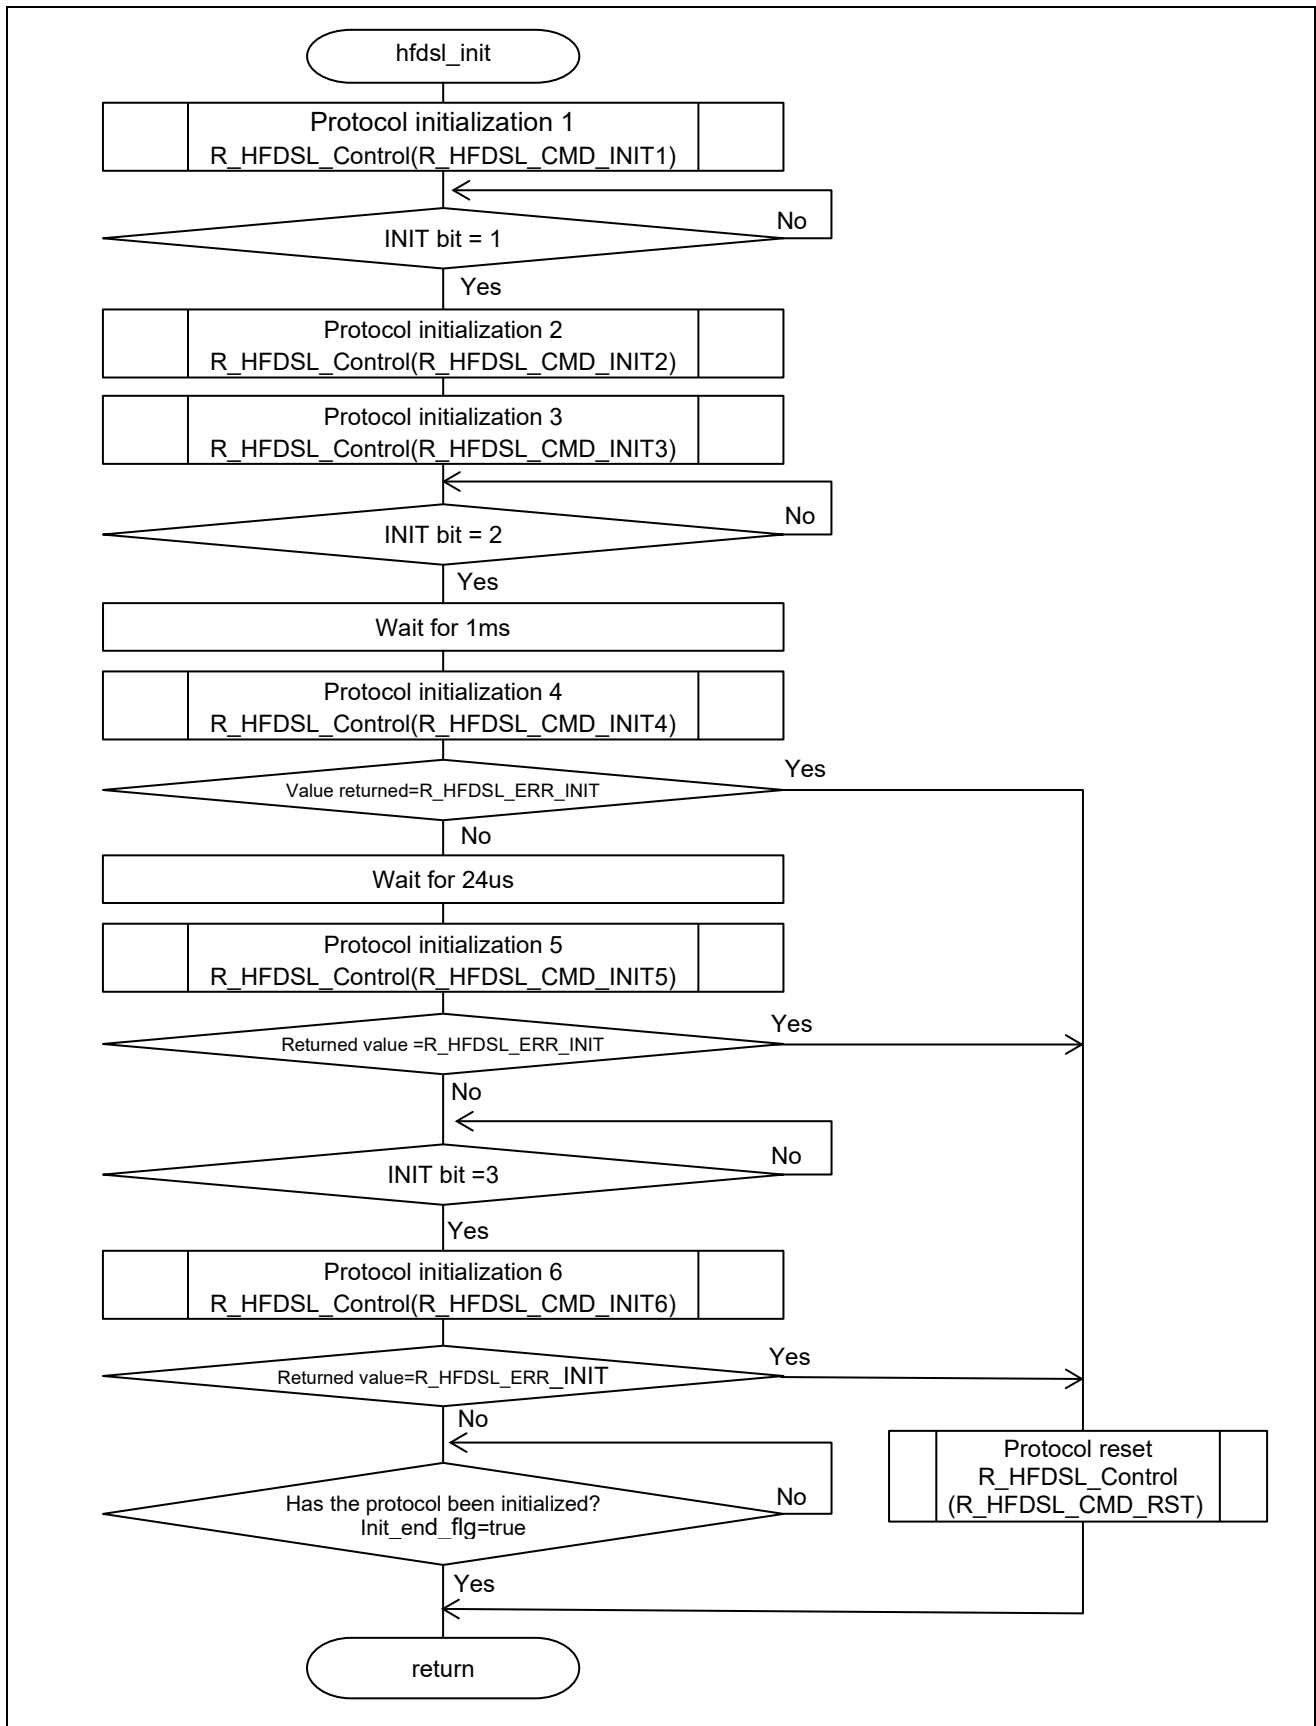 hfdsl_init
Protocol initialization 1
R_HFDSL_Control(R_HFDSL_CMD_INIT1)
No
INIT bit = 1
Yes
Protocol initialization 2
R_HFDSL_Control(R_HFDSL_CMD_INIT2)
Protocol initialization 3
R_HFDSL_Control(R_HFDSL_CMD_INIT3)
No
INIT bit = 2
Yes
Wait for 1ms
Protocol initialization 4
R_HFDSL_Control(R_HFDSL_CMD_INIT4)
Yes
Value returned=R_HFDSL_ERR_INIT
No
Wait for 24us
Protocol initialization 5
R_HFDSL_Control(R_HFDSL_CMD_INIT5)
Yes
Returned value =R_HFDSL_ERR_INIT
No
No
INIT bit =3
Yes
Protocol initialization 6
R_HFDSL_Control(R_HFDSL_CMD_INIT6)
Yes
Returned value=R_HFDSL_ERR_INIT
No
Protocol reset
R_HFDSL_Control
(R_HFDSL_CMD_RST)
No
Has the protocol been initialized?
Init_end_flg=true
Yes
return